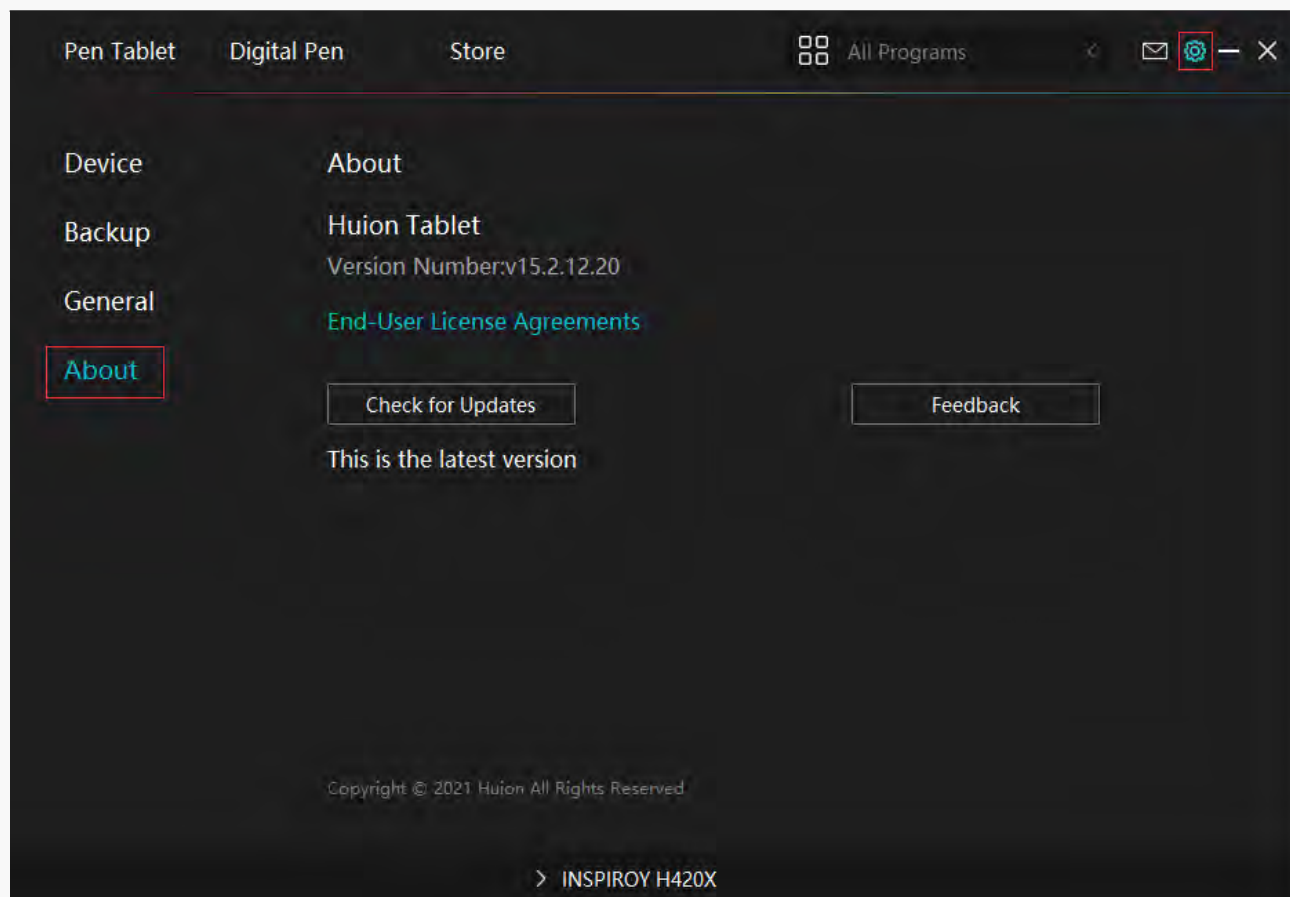 Pen Tablet Digital Pen Store All Programs
Device
Backup
General
About
About
Huion Tablet
Version Number:v15.2.12.20
End-User License Agreements
Check for Updates Feedback
This is the latest version
Copyright © 2021 Huion All Rights Reserved
INSPIROY H420X